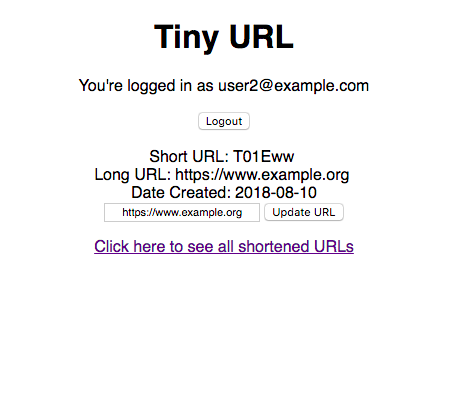 Tiny URL
You're logged in as user2@example.com
Logout
Short URL: T01Eww
Long URL: https://www.example.org
Date Created: 2018-08-10
https://www.example.org Update URL
Click here to see all shortened URLs